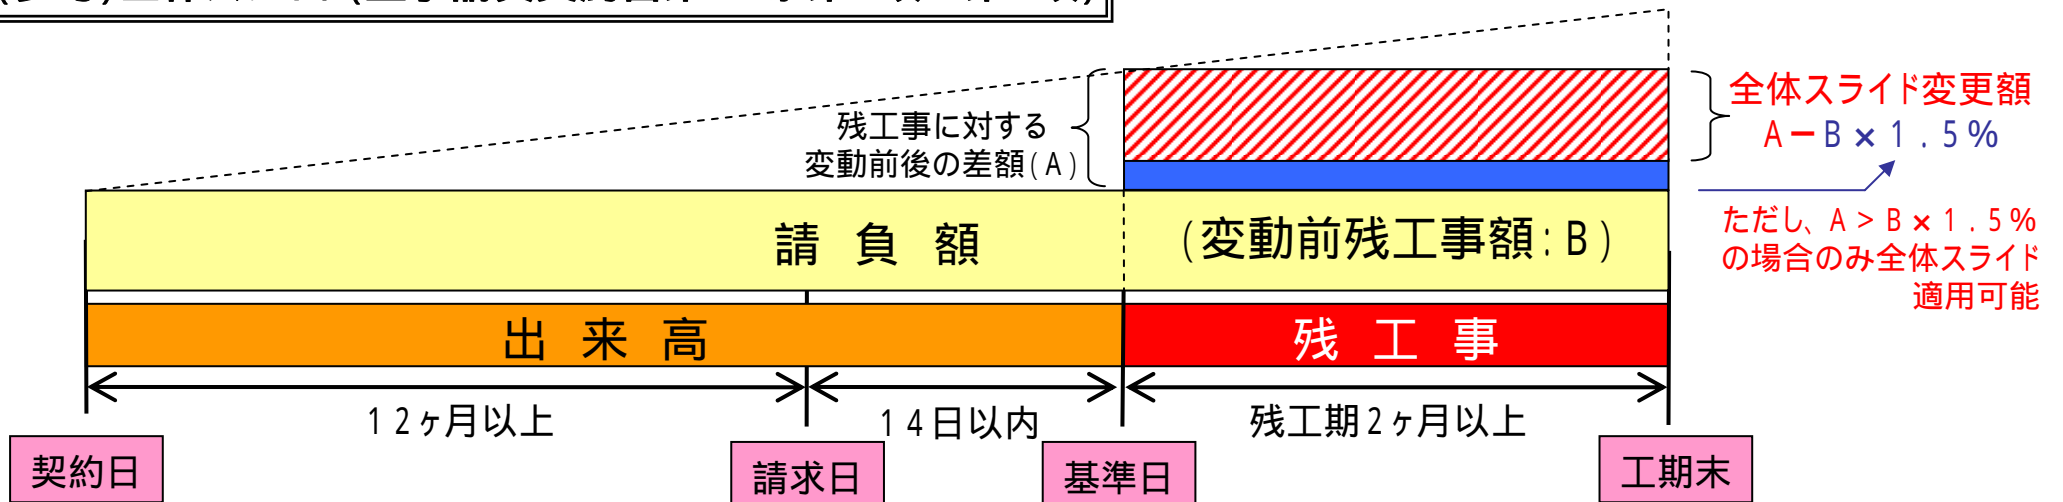 残工事に対する
変動前後の差額(A)
全体スライド変更額
A－B×1.5%
ただし、A>B×1.5%
の場合のみ全体スライド
適用可能
請負額
(変動前残工事額:B)
出来高
残工事
12ヶ月以上
14日以内
残工期2ヶ月以上
契約日
請求日
基準日
工期末